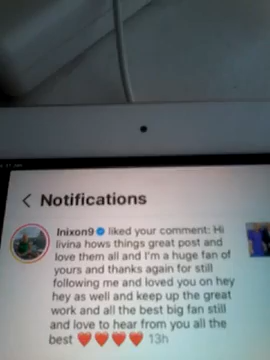 Notifications
lnixon9 liked your comment: Hi
livina hows things great post and
love them all and I'm a huge fan of
yours and thanks again for still
following me and loved you on hey
hey as well and keep up the great
work and all the best big fan still
and love to hear from you all the
best ❤️❤️❤️❤️ 13h